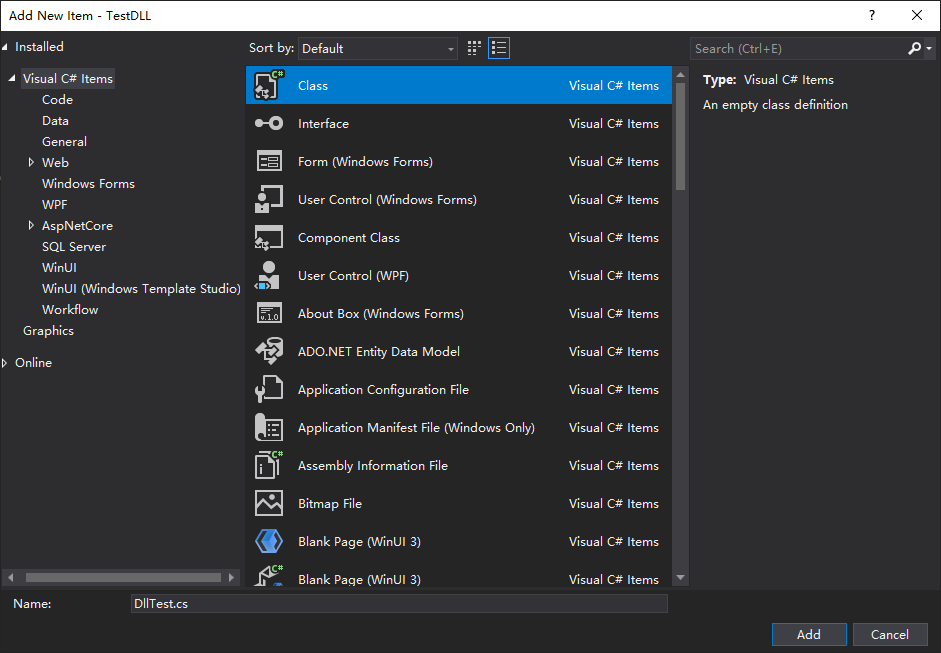 Add New Item - TestDLL
?
Installed
Sort by: Default
Search (Ctrl+E)
Visual C# Items
Code
Data
General
Web
Windows Forms
WPF
AspNetCore
SQL Server
WinUI
WinUI (Windows Template Studio)
Workflow
Graphics
Online
Class Visual C# Items
Interface Visual C# Items
Form (Windows Forms) Visual C# Items
User Control (Windows Forms) Visual C# Items
Component Class Visual C# Items
User Control (WPF) Visual C# Items
About Box (Windows Forms) Visual C# Items
ADO.NET Entity Data Model Visual C# Items
Application Configuration File Visual C# Items
Application Manifest File (Windows Only) Visual C# Items
Assembly Information File Visual C# Items
Bitmap File Visual C# Items
Blank Page (WinUI 3) Visual C# Items
Blank Page (WinUI 3) Visual C# Items
Type: Visual C# Items
An empty class definition
Name: DllTest.cs
Add Cancel